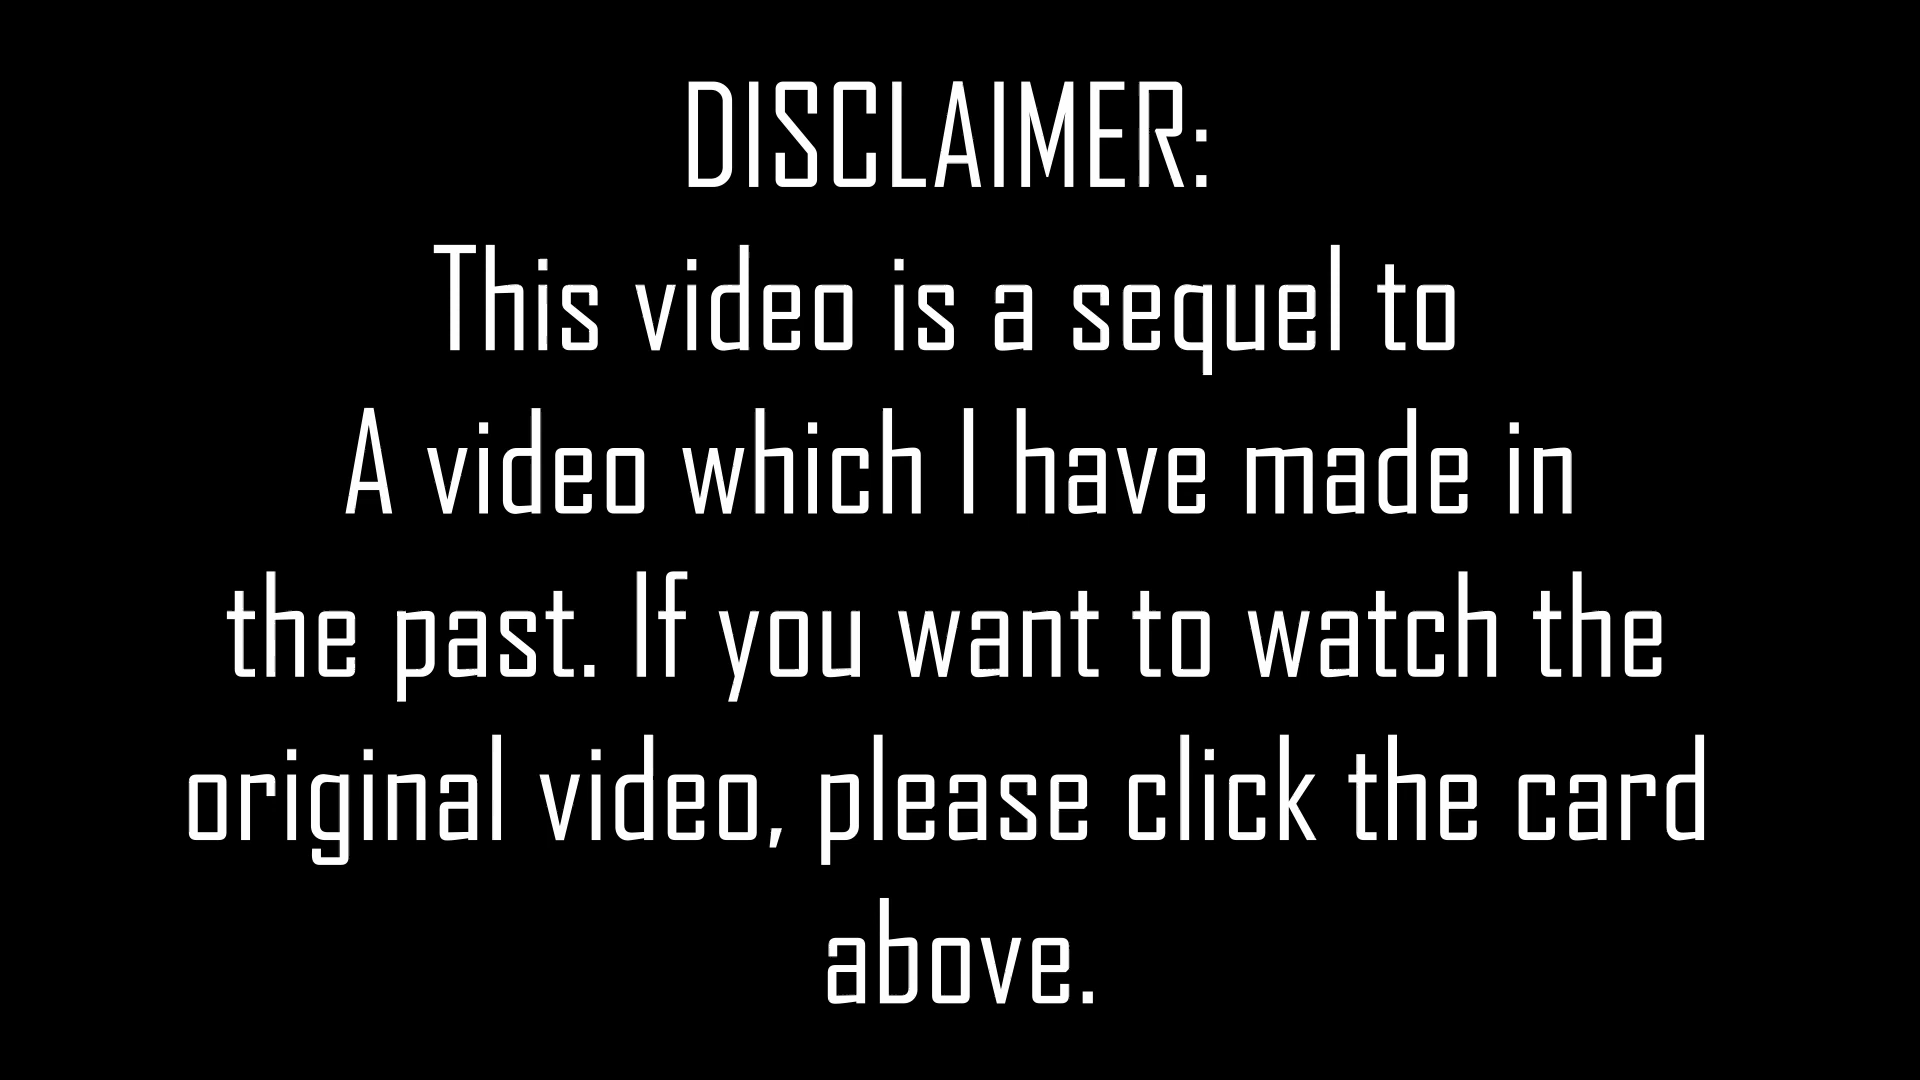 DISCLAIMER:
This video is a sequel to
A video which I have made in
the past. If you want to watch the
original video, please click the card
above.